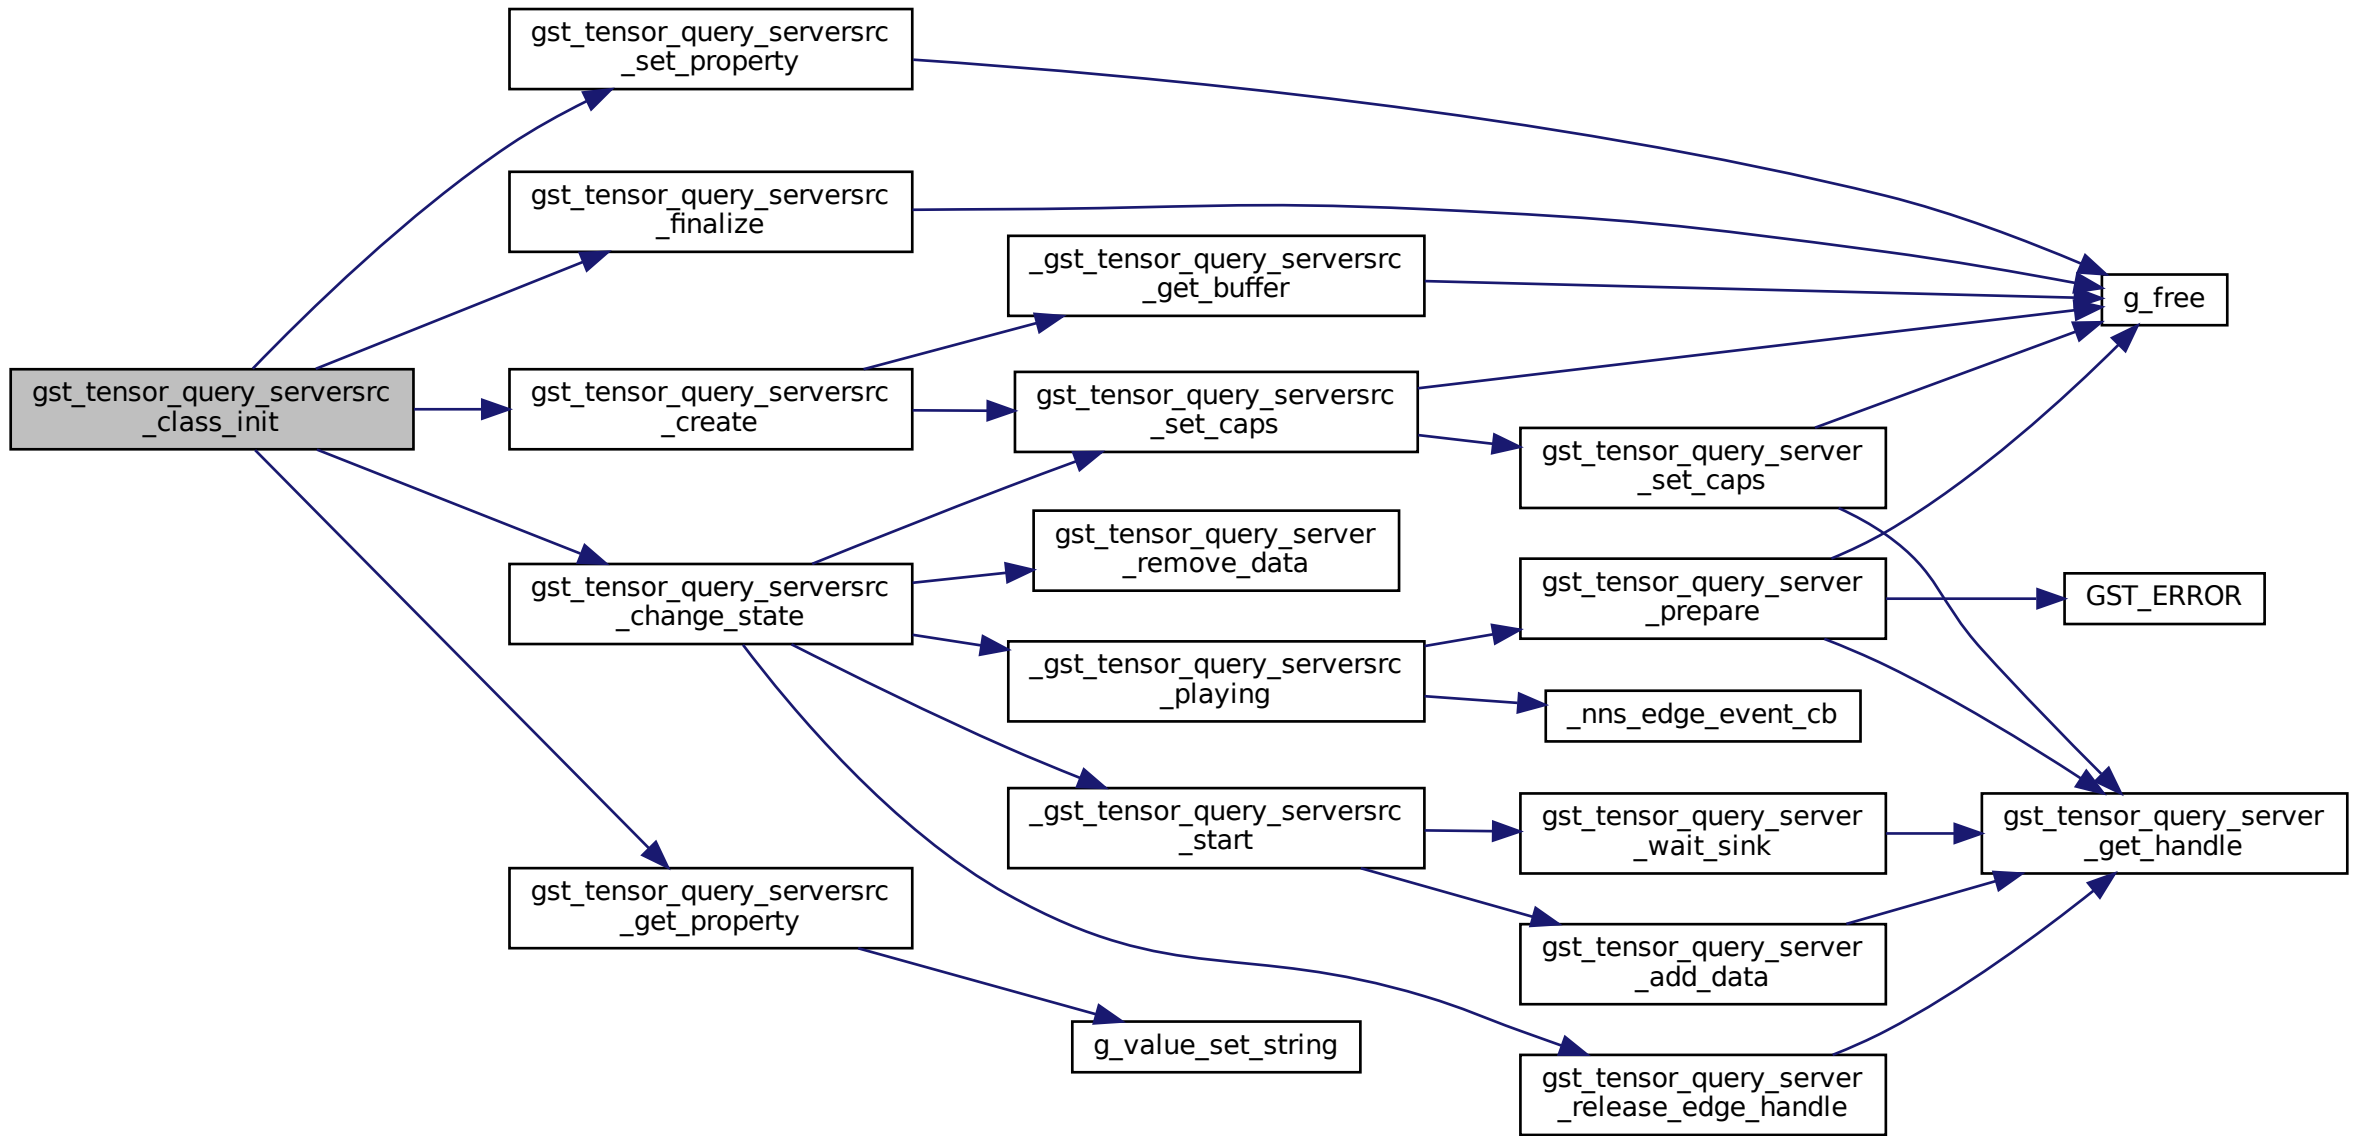 gst_tensor_query_serversrc
_class_init
gst_tensor_query_serversrc
_set_property
gst_tensor_query_serversrc
_finalize
gst_tensor_query_serversrc
_create
gst_tensor_query_serversrc
_change_state
gst_tensor_query_serversrc
_get_property
_gst_tensor_query_serversrc
_get_buffer
gst_tensor_query_serversrc
_set_caps
gst_tensor_query_server
_remove_data
_gst_tensor_query_serversrc
_playing
_gst_tensor_query_serversrc
_start
g_value_set_string
gst_tensor_query_server
_set_caps
gst_tensor_query_server
_prepare
_nns_edge_event_cb
gst_tensor_query_server
_wait_sink
gst_tensor_query_server
_add_data
gst_tensor_query_server
_release_edge_handle
g_free
GST_ERROR
gst_tensor_query_server
_get_handle